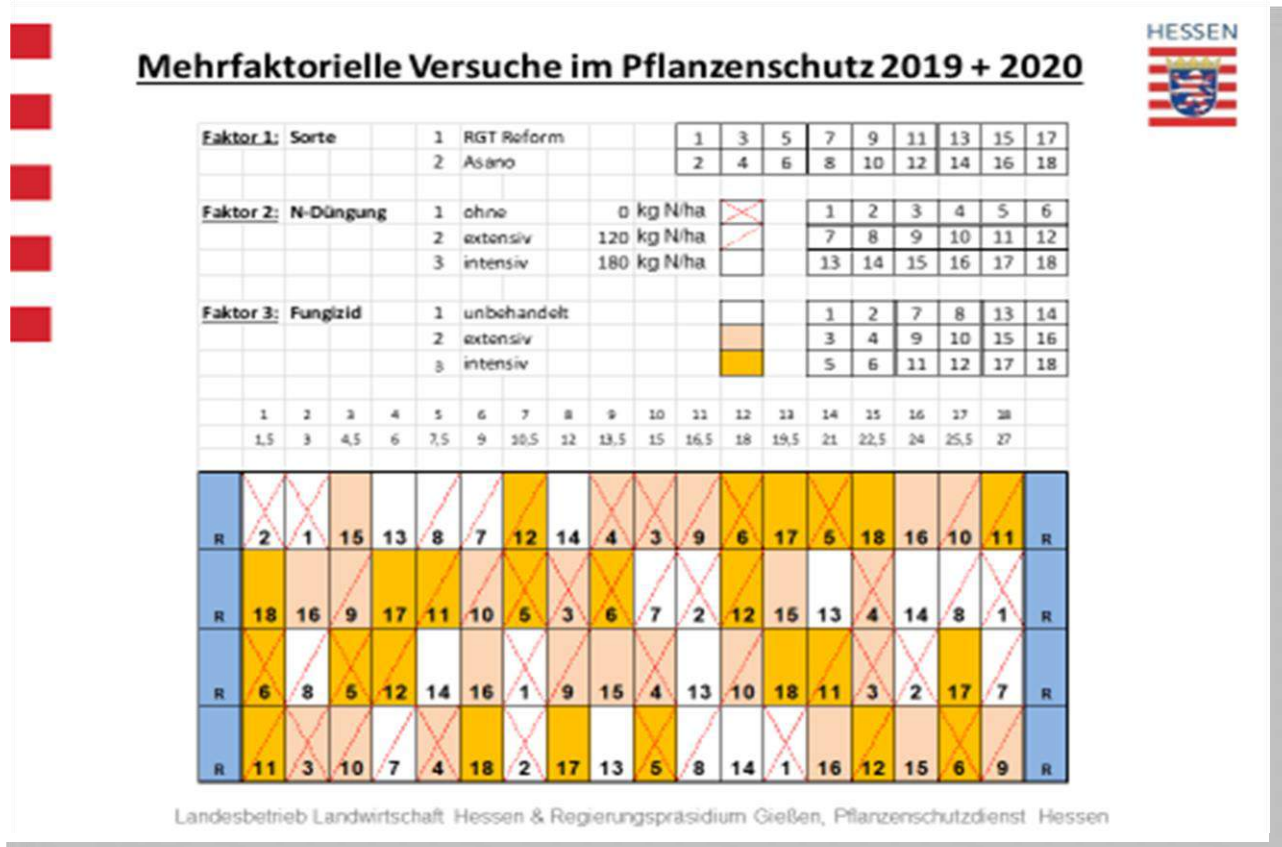 HESSEN
Mehrfaktorielle Versuche im Pflanzenschutz 2019 + 2020
Faktor 1: Sorte 1 RGT Reform 1 3 5 7 9 11 13 15 17
2 Asano 2 4 6 8 10 12 14 16 18
Faktor 2: N-Düngung 1 ohne 0 kg N/ha 1 2 3 4 5 6
2 extensiv 120 kg N/ha 7 8 9 10 11 12
3 intensiv 180 kg N/ha 13 14 15 16 17 18
Faktor 3: Fungizid 1 unbehandelt 1 2 7 8 13 14
2 extensiv 3 4 9 10 15 16
3 intensiv 5 6 11 12 17 18
1 2 3 4 5 6 7 8 9 10 11 12 13 14 15 16 17 18
1,5 3 4,5 6 7,5 9 10,5 12 13,5 15 16,5 18 19,5 21 22,5 24 25,5 27
R 2 1 15 13 8 7 12 14 4 3 9 6 17 5 18 16 10 11 R
R 18 16 9 17 11 10 5 3 6 7 2 12 15 13 4 14 8 1 R
R 6 8 5 12 14 16 1 9 15 4 13 10 18 11 3 2 17 7 R
R 11 3 10 7 4 18 2 17 13 5 8 14 1 16 12 15 6 9 R
Landesbetrieb Landwirtschaft Hessen & Regierungspräsidium Gießen, Pflanzenschutzdienst Hessen